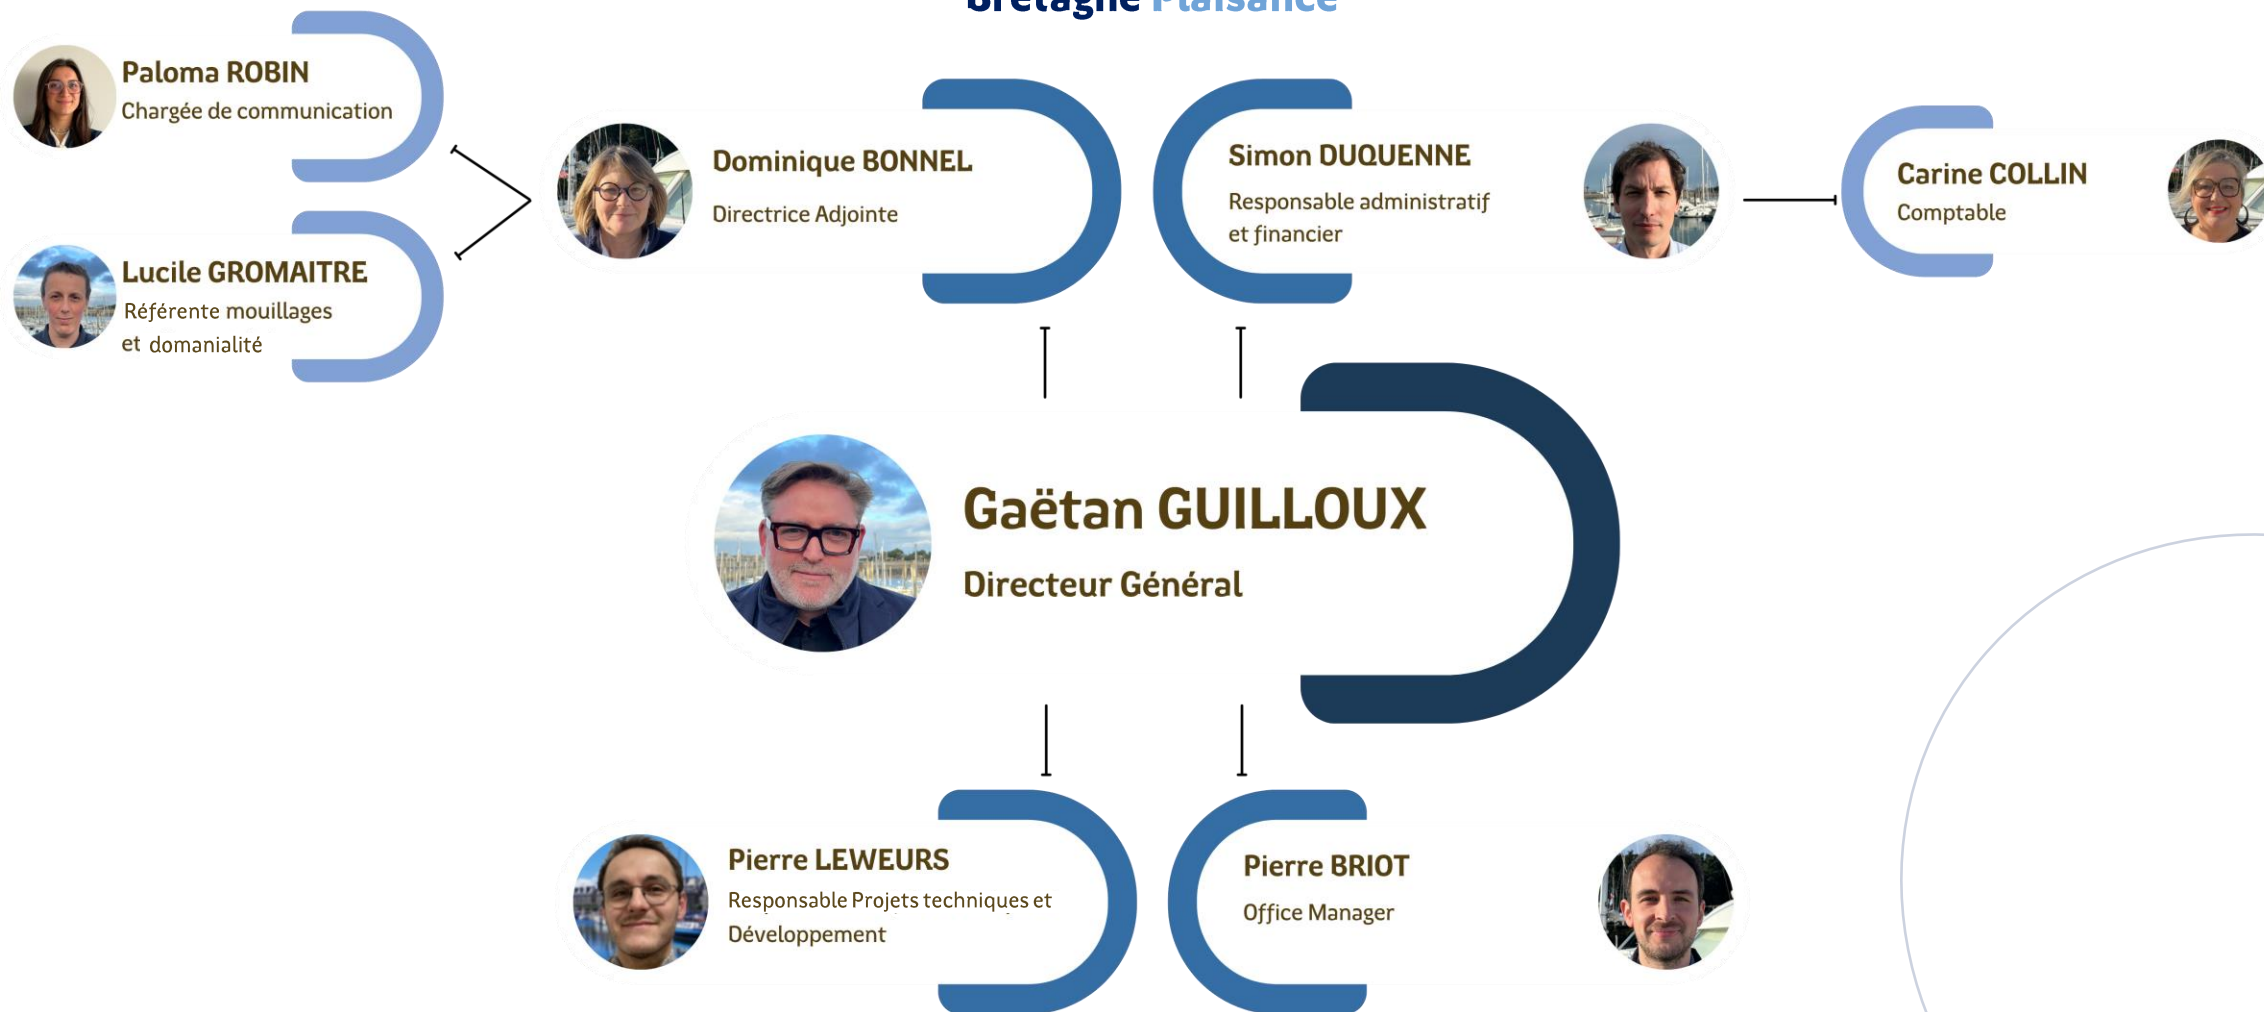 Bretagne Plaisance
Paloma ROBIN
Chargée de communication
Lucile GROMAITRE
Référente mouillages
et domanialité
Dominique BONNEL
Directrice Adjointe
Simon DUQUENNE
Responsable administratif
et financier
Carine COLLIN
Comptable
Gaëtan GUILLOUX
Directeur Général
Pierre LEWEURS
Responsable Projets techniques et
Développement
Pierre BRIOT
Office Manager